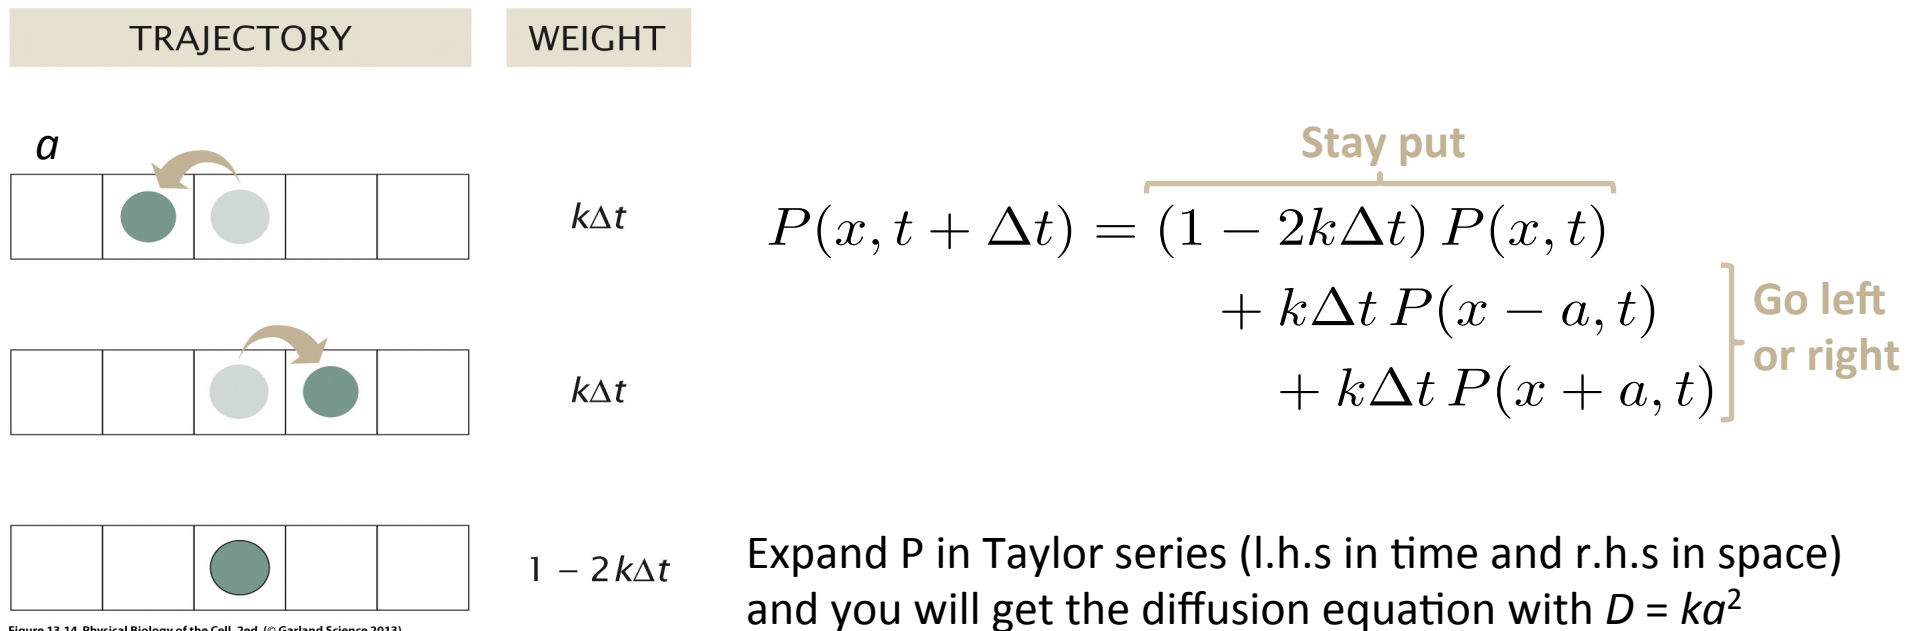 TRAJECTORY
WEIGHT
a
kΔt
kΔt
1 − 2kΔt
Figure 13.14 Physical Biology of the Cell, 2ed. (© Garland Science 2013)
Stay put
P(x, t + Δt) = (1 − 2kΔt) P(x, t)
+ kΔt P(x − a, t)
+ kΔt P(x + a, t)
Go left
or right
Expand P in Taylor series (l.h.s in time and r.h.s in space)
and you will get the diffusion equation with D = ka²